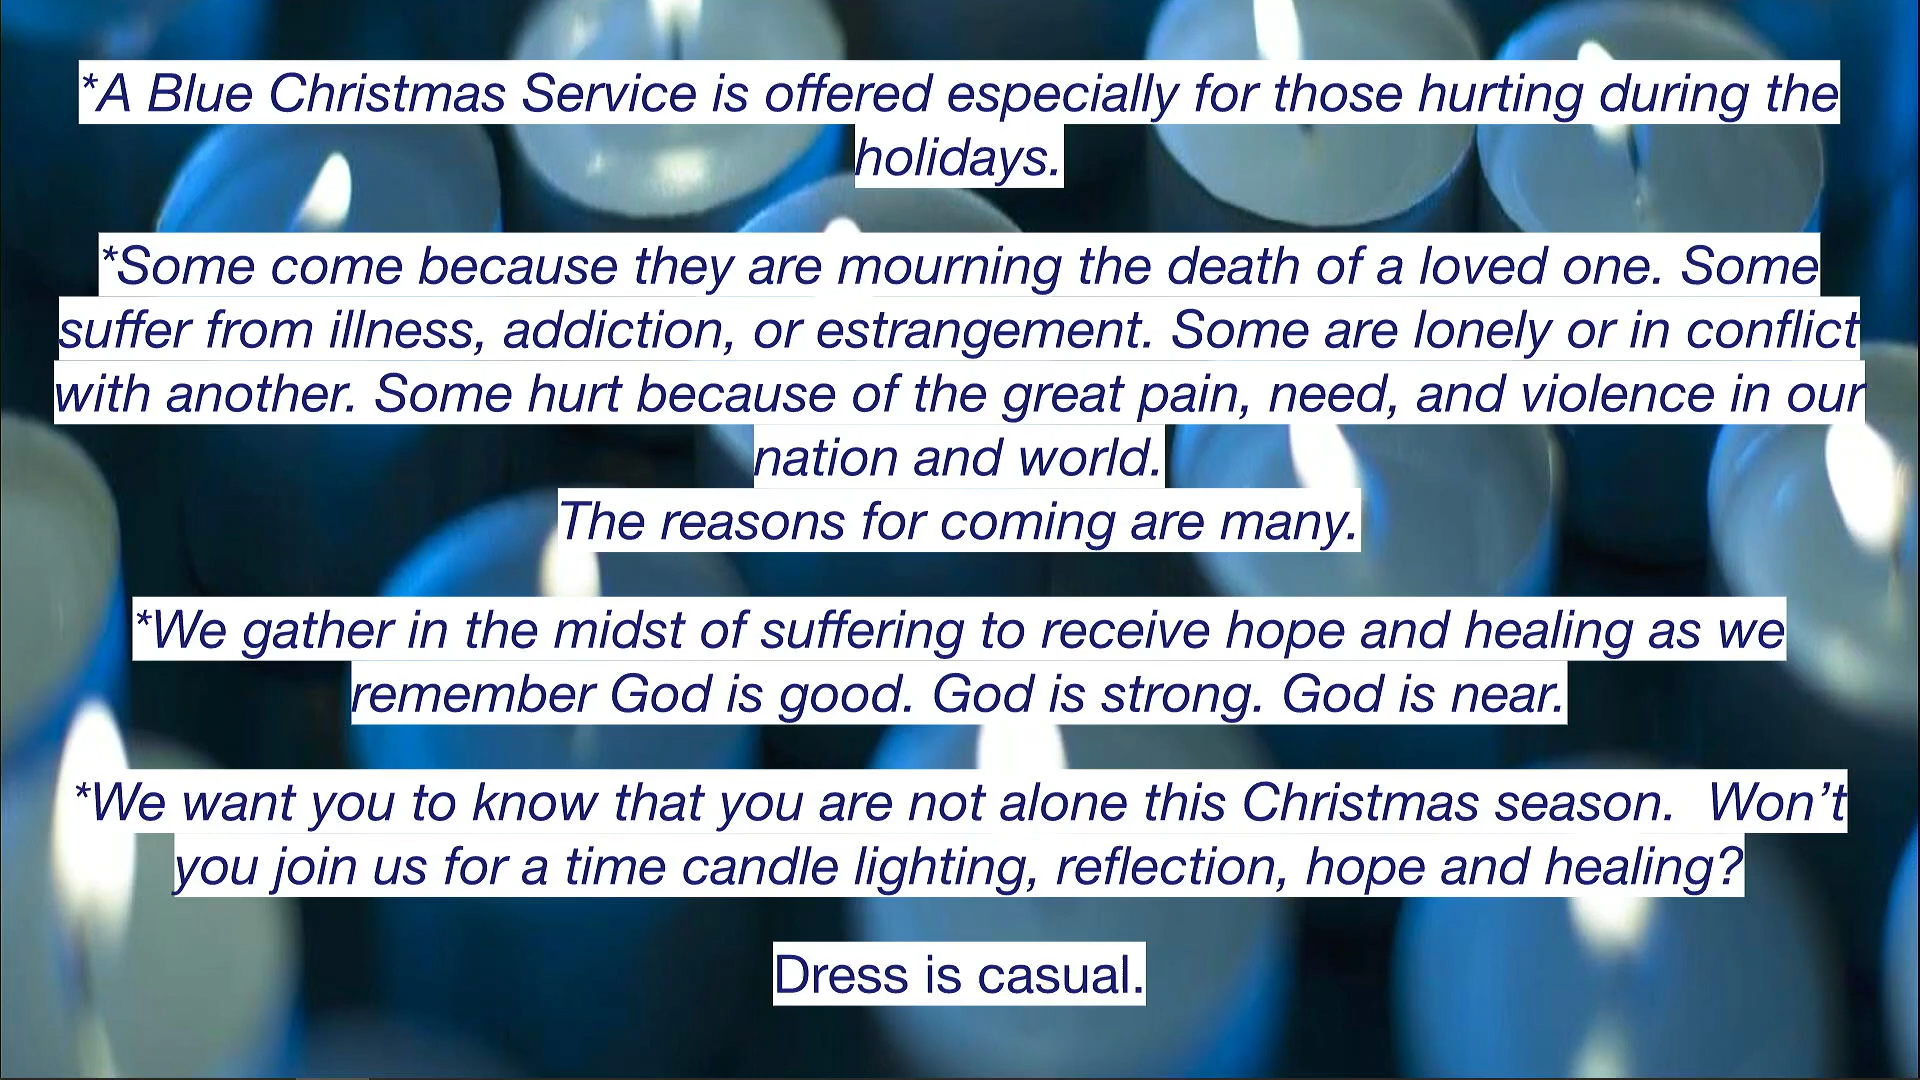 *A Blue Christmas Service is offered especially for those hurting during the
holidays.
*Some come because they are mourning the death of a loved one. Some
suffer from illness, addiction, or estrangement. Some are lonely or in conflict
with another. Some hurt because of the great pain, need, and violence in our
nation and world.
The reasons for coming are many.
*We gather in the midst of suffering to receive hope and healing as we
remember God is good. God is strong. God is near.
*We want you to know that you are not alone this Christmas season.  Won’t
you join us for a time candle lighting, reflection, hope and healing?
Dress is casual.